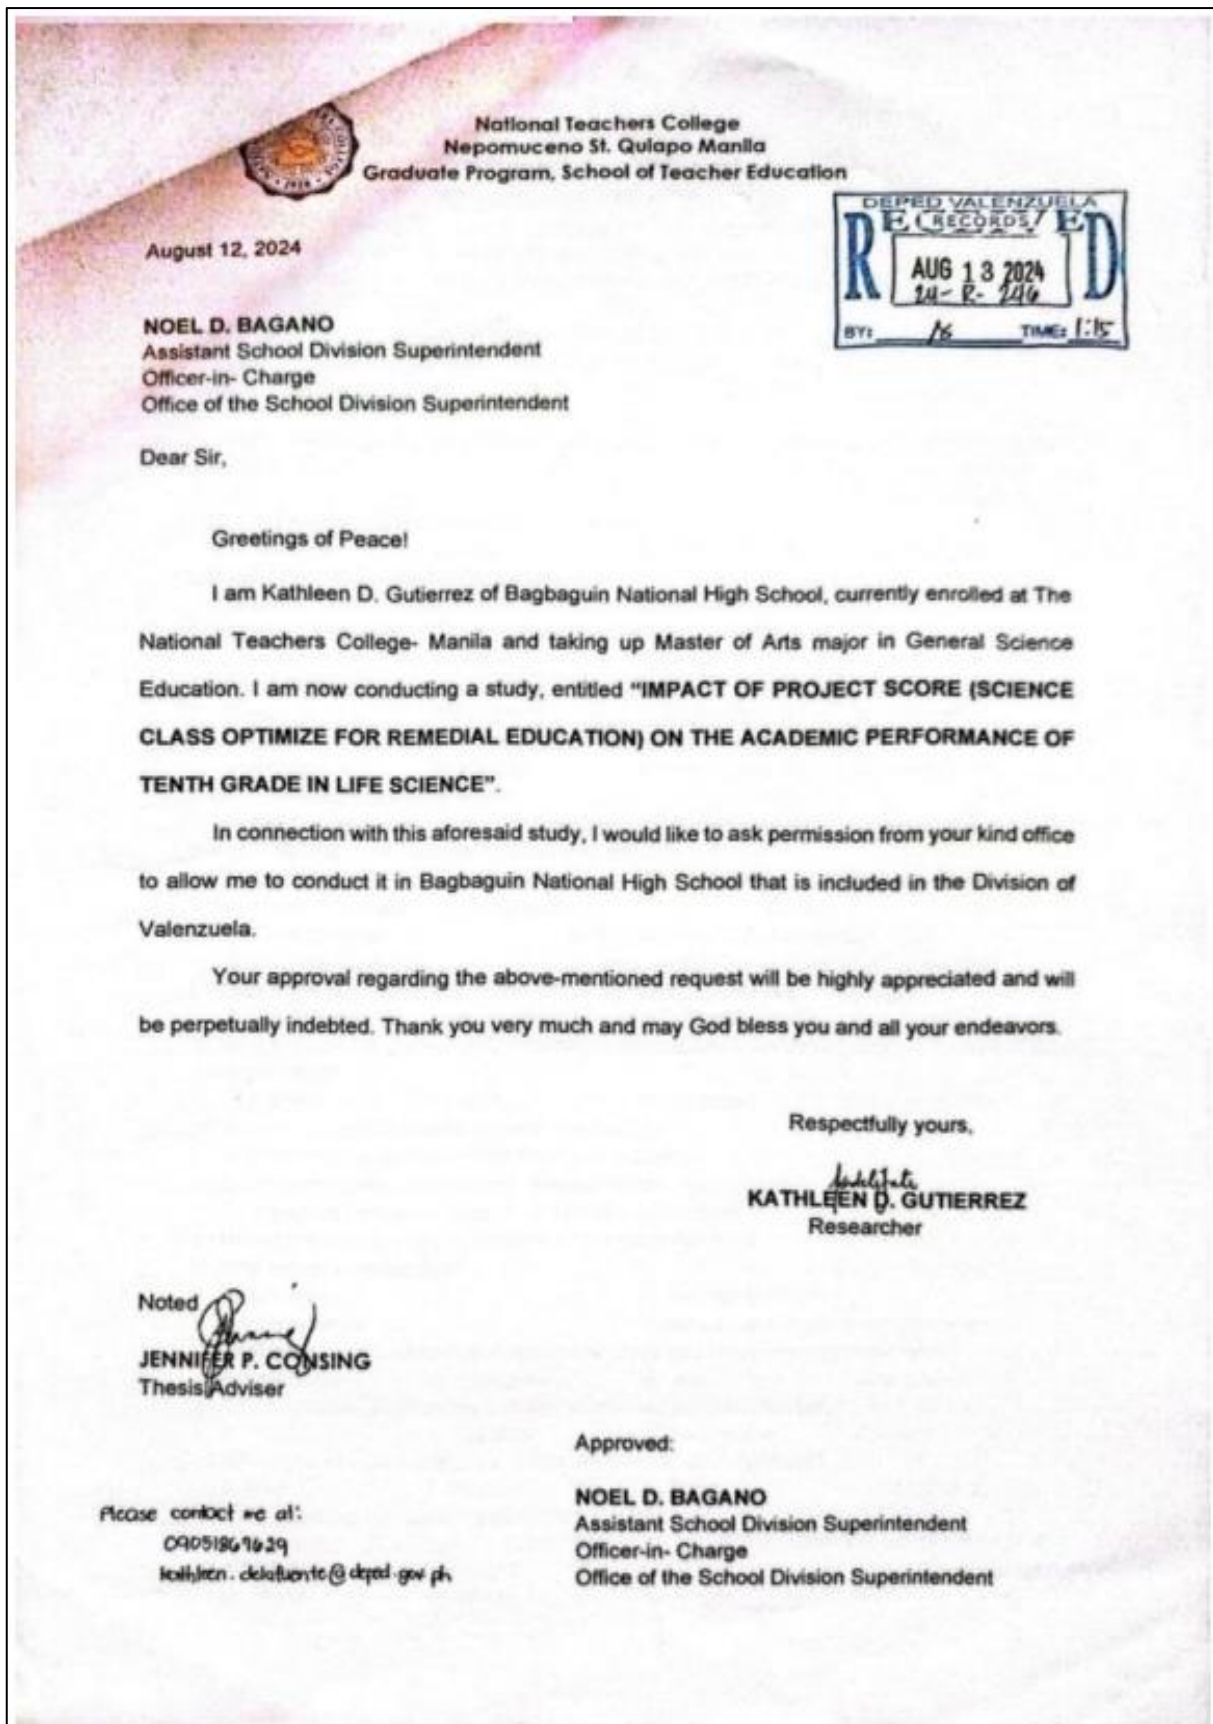 National Teachers College
Nepomuceno St. Quiapo Manila
Graduate Program, School of Teacher Education
DEPED VALENZUELA
RECORDS
AUG 13 2024
24-R-246
BY: TIME: 1:15
August 12, 2024
NOEL D. BAGANO
Assistant School Division Superintendent
Officer-in- Charge
Office of the School Division Superintendent
Dear Sir,
Greetings of Peace!
I am Kathleen D. Gutierrez of Bagbaguin National High School, currently enrolled at The
National Teachers College- Manila and taking up Master of Arts major in General Science
Education. I am now conducting a study, entitled “IMPACT OF PROJECT SCORE (SCIENCE
CLASS OPTIMIZE FOR REMEDIAL EDUCATION) ON THE ACADEMIC PERFORMANCE OF
TENTH GRADE IN LIFE SCIENCE”.
In connection with this aforesaid study, I would like to ask permission from your kind office
to allow me to conduct it in Bagbaguin National High School that is included in the Division of
Valenzuela.
Your approval regarding the above-mentioned request will be highly appreciated and will
be perpetually indebted. Thank you very much and may God bless you and all your endeavors.
Respectfully yours,
KATHLEEN D. GUTIERREZ
Researcher
Noted
JENNIFER P. CONSING
Thesis Adviser
Approved:
NOEL D. BAGANO
Assistant School Division Superintendent
Officer-in- Charge
Office of the School Division Superintendent
Please contact me at:
kathleen.delafuente@deped.gov.ph